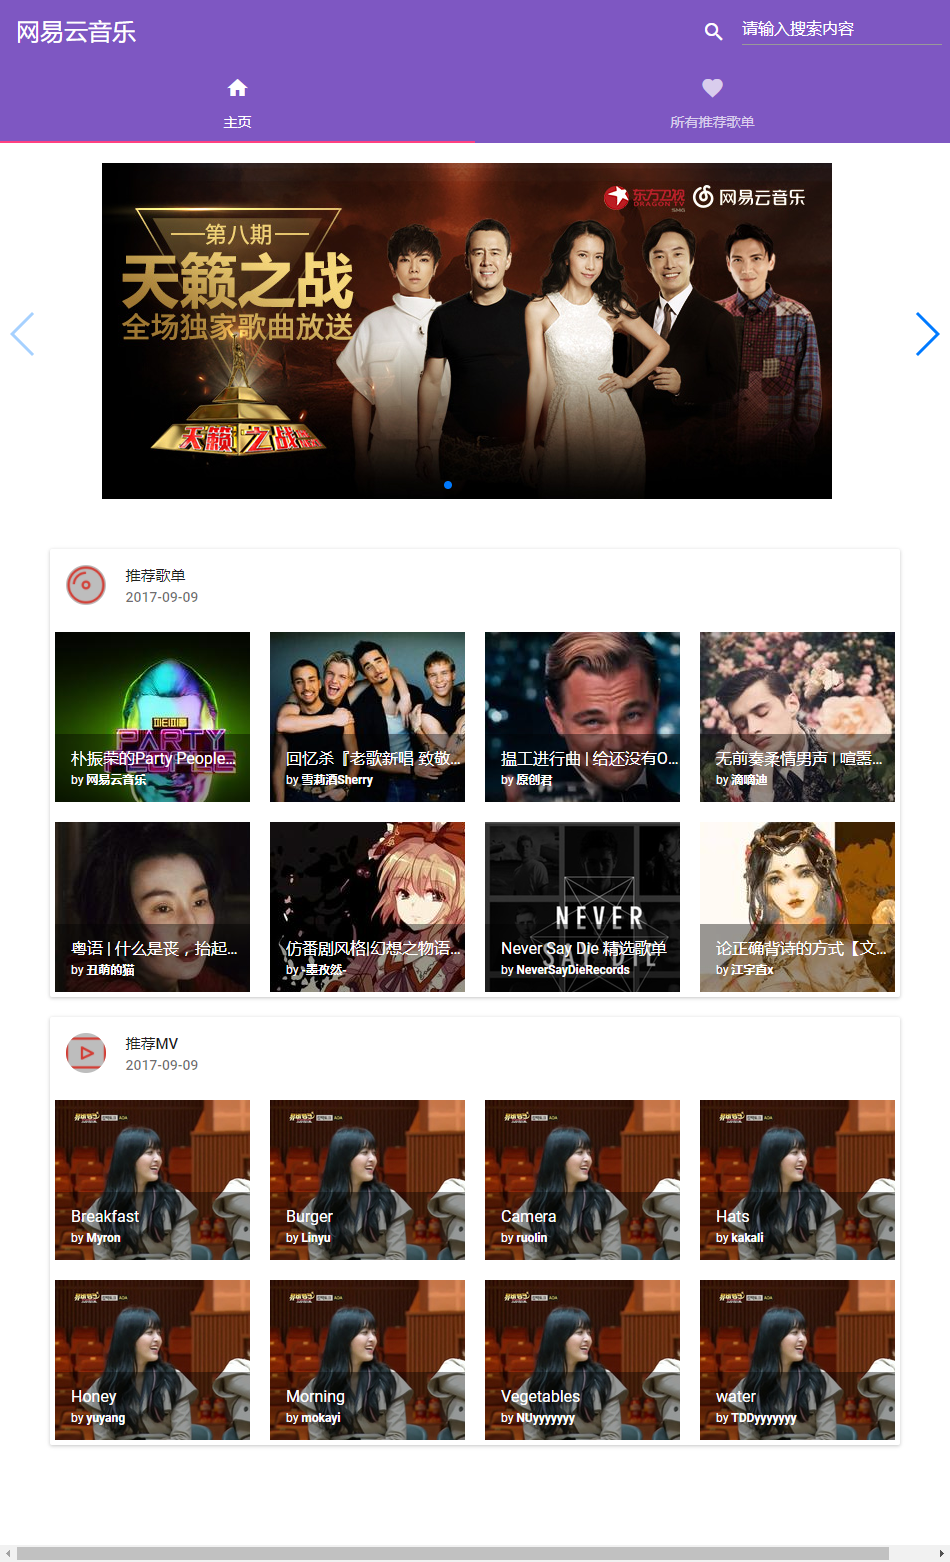 网易云音乐
请输入搜索内容
主页
所有推荐歌单
东方卫视
DRAGON TV
网易云音乐
第八期
天籁之战
全场独家歌曲放送
天籁之战
推荐歌单
2017-09-09
PARTY
PEOPLE
朴振荣的Party People...
by 网易云音乐
回忆杀『老歌新唱 致敬...
by 雪莉酒Sherry
揾工进行曲 | 给还没有O...
by 原创君
无前奏柔情男声 | 喧嚣...
by 滴嘀迪
粤语 | 什么是丧，抬起...
by 丑萌的猫
仿番剧风格|幻想之物语...
by -墨孜然-
NEVER
SAY DIE
Never Say Die 精选歌单
by NeverSayDieRecords
论正确背诗的方式【文...
by 江宇直x
推荐MV
2017-09-09
Breakfast
by Myron
Burger
by Linyu
Camera
by ruolin
Hats
by kakali
Honey
by yuyang
Morning
by mokayi
Vegetables
by NUyyyyyyy
water
by TDDyyyyyyy